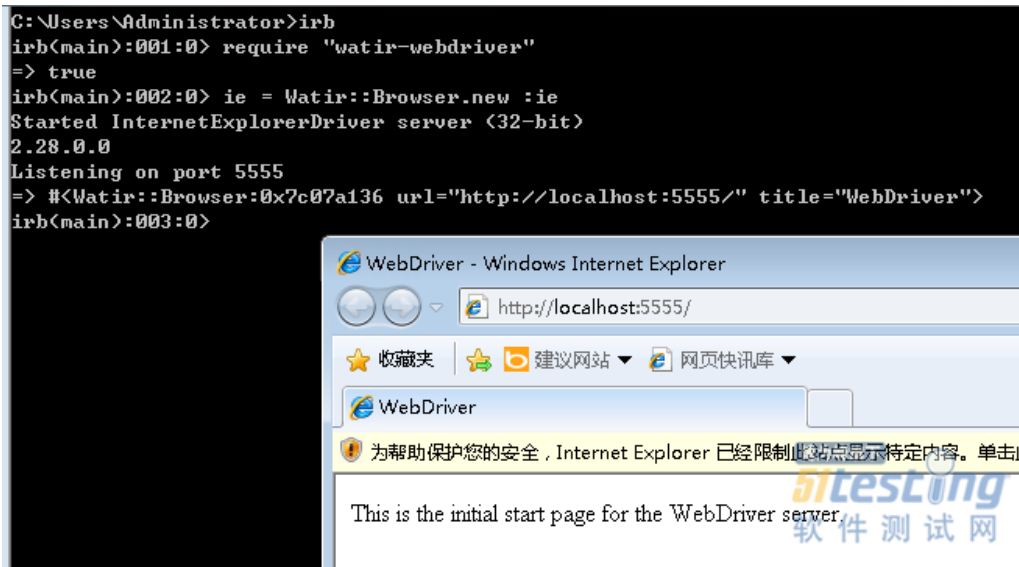 C:\Users\Administrator>irb
irb(main):001:0> require "watir-webdriver"
=> true
irb(main):002:0> ie = Watir::Browser.new :ie
Started InternetExplorerDriver server (32-bit)
2.28.0.0
Listening on port 5555
=> #<Watir::Browser:0x7c07a136 url="http://localhost:5555/" title="WebDriver">
irb(main):003:0>
WebDriver - Windows Internet Explorer
http://localhost:5555/
收藏夹 建议网站 网页快讯库
WebDriver
为帮助保护您的安全，Internet Explorer 已经限制此站点显示特定内容。单击
This is the initial start page for the WebDriver server.
51testing
软件测试网